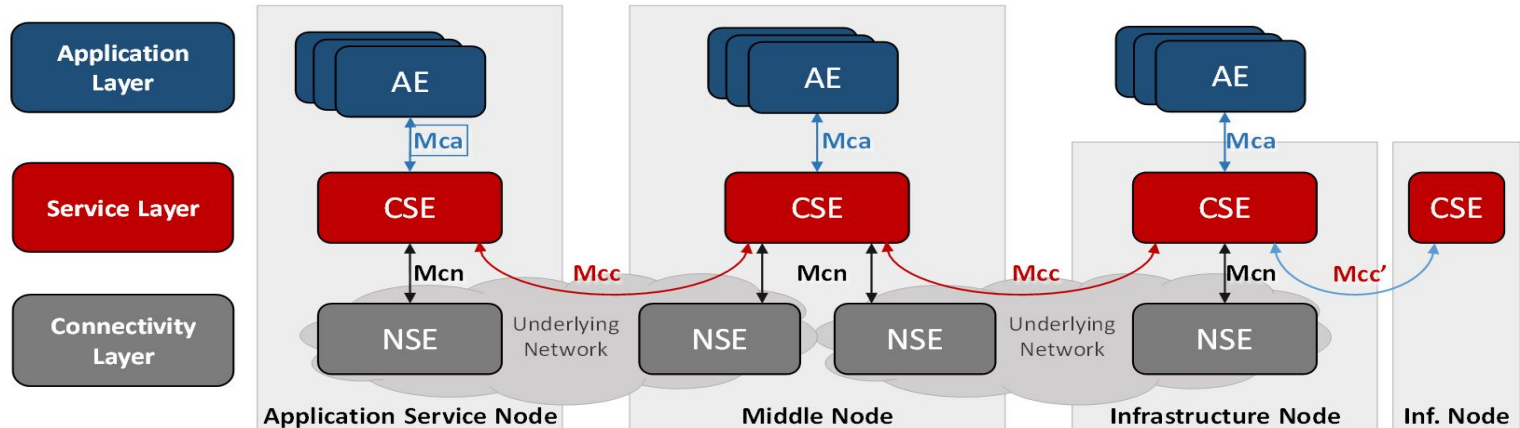 Application
Layer
AE
AE
AE
Mca
Mca
Mca
Service Layer
CSE
CSE
CSE
CSE
Mcn
Mcc
Mcn
Mcc
Mcn
Mcc’
Connectivity
Layer
NSE
Underlying
Network
NSE
NSE
Underlying
Network
NSE
Application Service Node
Middle Node
Infrastructure Node
Inf. Node